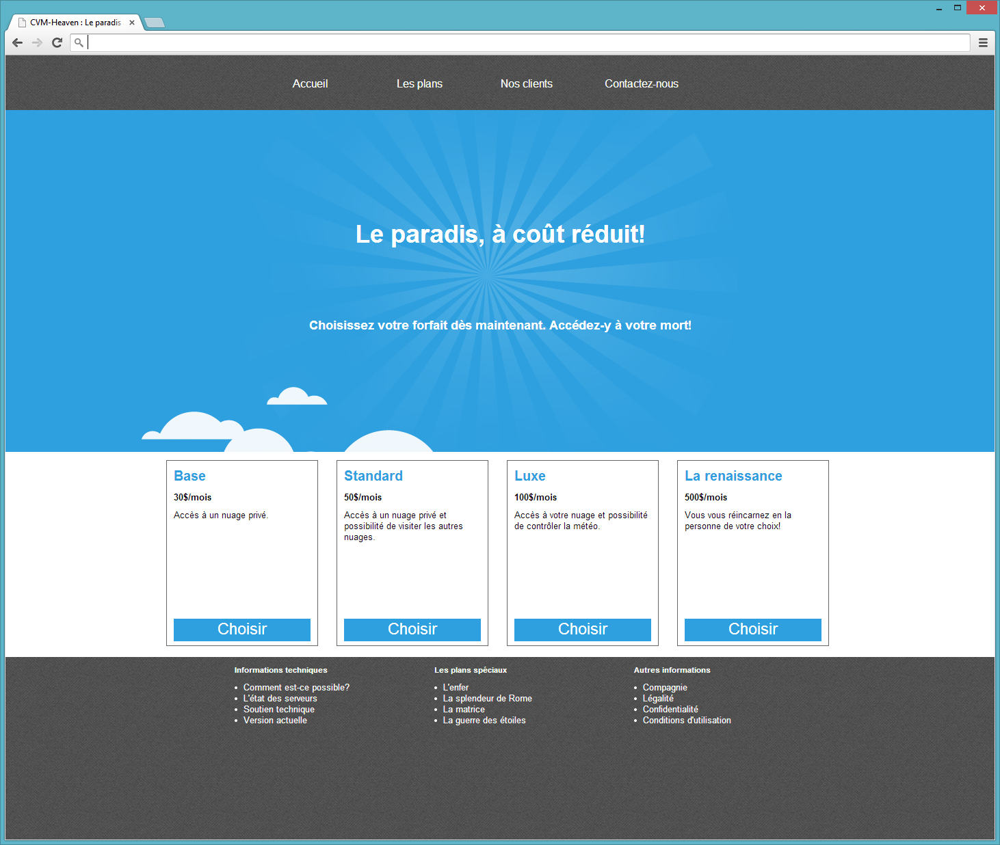 CVM-Heaven : Le paradis
Accueil
Les plans
Nos clients
Contactez-nous
Le paradis, à coût réduit!
Choisissez votre forfait dès maintenant. Accédez-y à votre mort!
Base
30$/mois
Accès à un nuage privé.
Choisir
Standard
50$/mois
Accès à un nuage privé et
possibilité de visiter les autres
nuages.
Choisir
Luxe
100$/mois
Accès à votre nuage et possibilité
de contrôler la météo.
Choisir
La renaissance
500$/mois
Vous vous réincarnez en la
personne de votre choix!
Choisir
Informations techniques
• Comment est-ce possible?
• L'état des serveurs
• Soutien technique
• Version actuelle
Les plans spéciaux
• L'enfer
• La splendeur de Rome
• La matrice
• La guerre des étoiles
Autres informations
• Compagnie
• Légalité
• Confidentialité
• Conditions d'utilisation